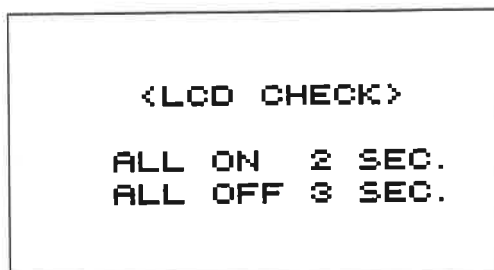 <LCD CHECK>
ALL ON 2 SEC.
ALL OFF 3 SEC.